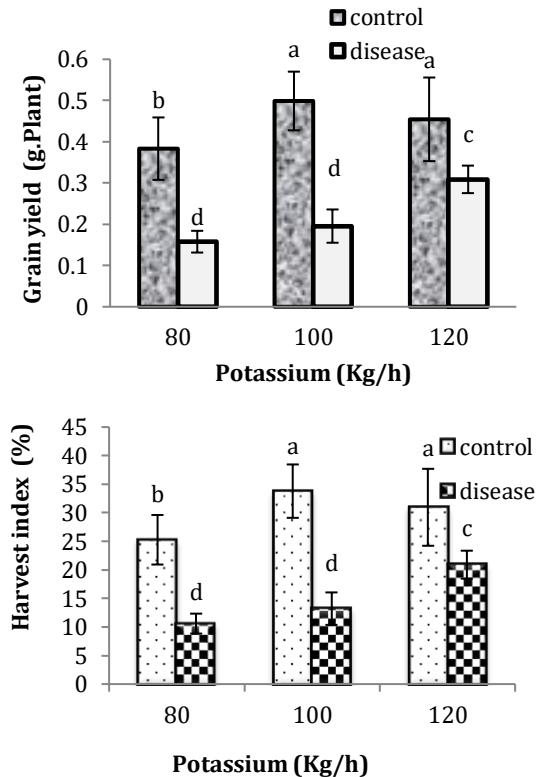 control
disease
Grain yield (g.Plant)
0.6
0.5
0.4
0.3
0.2
0.1
0
b
d
a
d
a
c
80 100 120
Potassium (Kg/h)
Harvest index (%)
45
40
35
30
25
20
15
10
5
0
control
disease
b
d
a
d
a
c
80 100 120
Potassium (Kg/h)